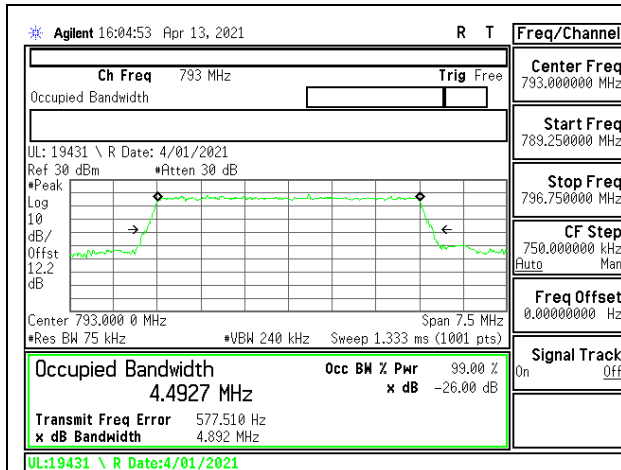 Agilent 16:04:53 Apr 13, 2021 R T
Freq/Channel
Ch Freq 793 MHz Trig Free
Occupied Bandwidth
Center Freq
793.000000 MHz
Start Freq
789.250000 MHz
Stop Freq
796.750000 MHz
CF Step
750.000000 kHz
Auto Man
Freq Offset
0.00000000 Hz
Signal Track
On Off
UL: 19431 \ R Date: 4/01/2021
Ref 30 dBm #Atten 30 dB
#Peak
Log
10
dB/
Offst
12.2
dB
Center 793.000 0 MHz Span 7.5 MHz
#Res BW 75 kHz #VBW 240 kHz Sweep 1.333 ms (1001 pts)
Occupied Bandwidth Occ BW % Pwr 99.00 %
4.4927 MHz x dB -26.00 dB
Transmit Freq Error 577.510 Hz
x dB Bandwidth 4.892 MHz
UL:19431 \ R Date:4/01/2021